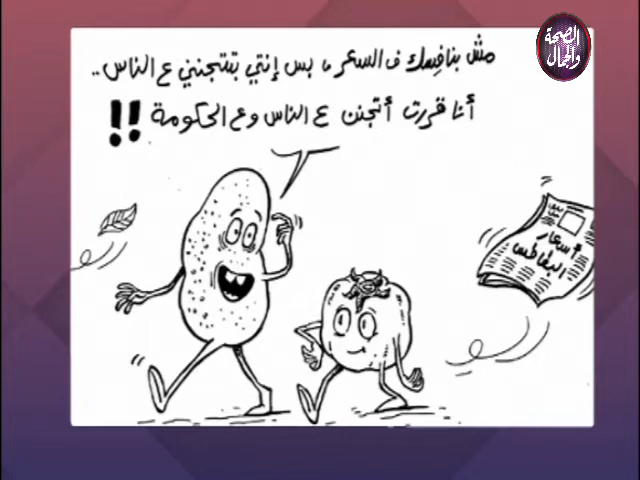 مش بنافسك ف السعر ، بس إنتي بتتجنني ع الناس ..
أنا قررت أتجنن ع الناس وع الحكومة !!
أسعار
البطاطس
الصحة
والجمال